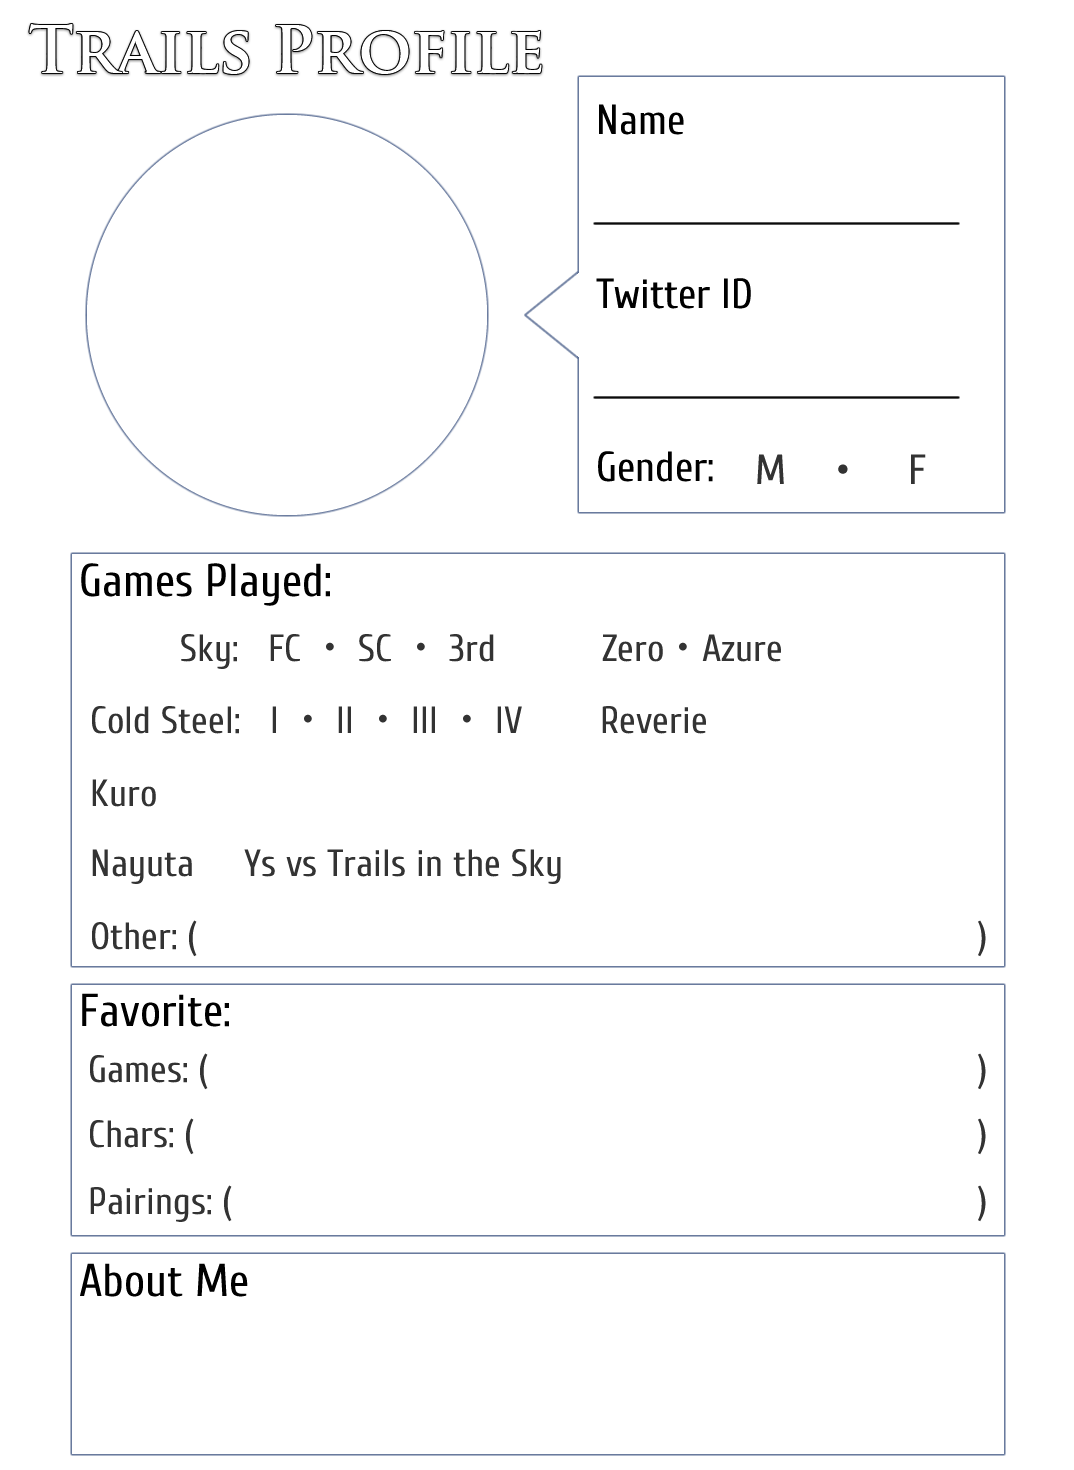 Trails Profile
Name
Twitter ID
Gender: M • F
Games Played:
Sky: FC • SC • 3rd Zero • Azure
Cold Steel: I • II • III • IV Reverie
Kuro
Nayuta Ys vs Trails in the Sky
Other: ( )
Favorite:
Games: ( )
Chars: ( )
Pairings: ( )
About Me